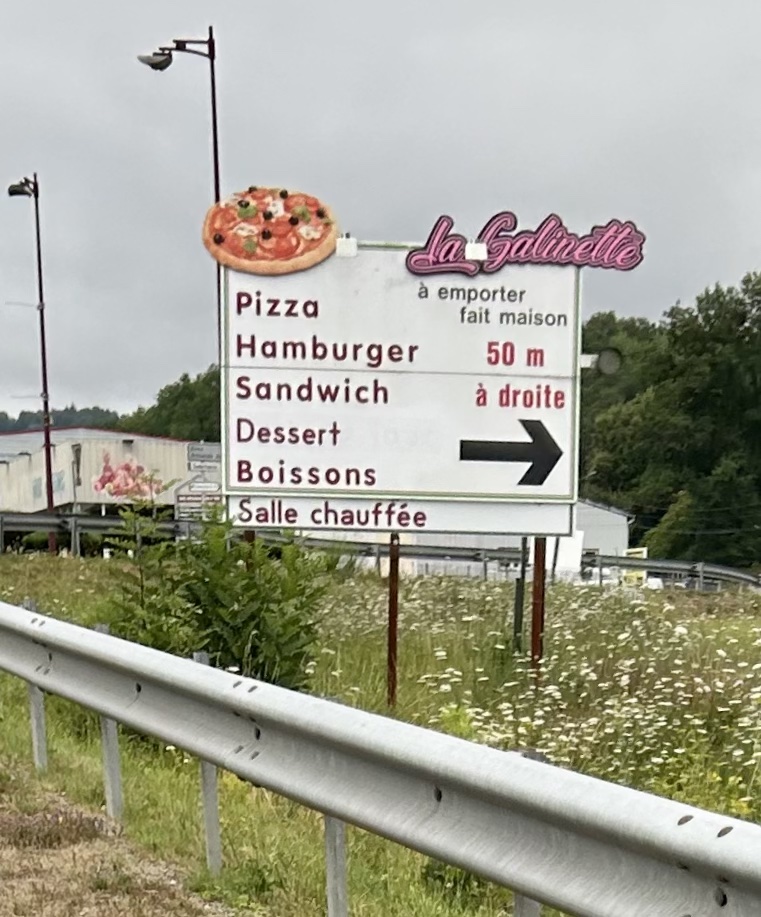 La Galinette
à emporter
fait maison
Pizza
Hamburger
50 m
Sandwich
à droite
Dessert
Boissons
Salle chauffée